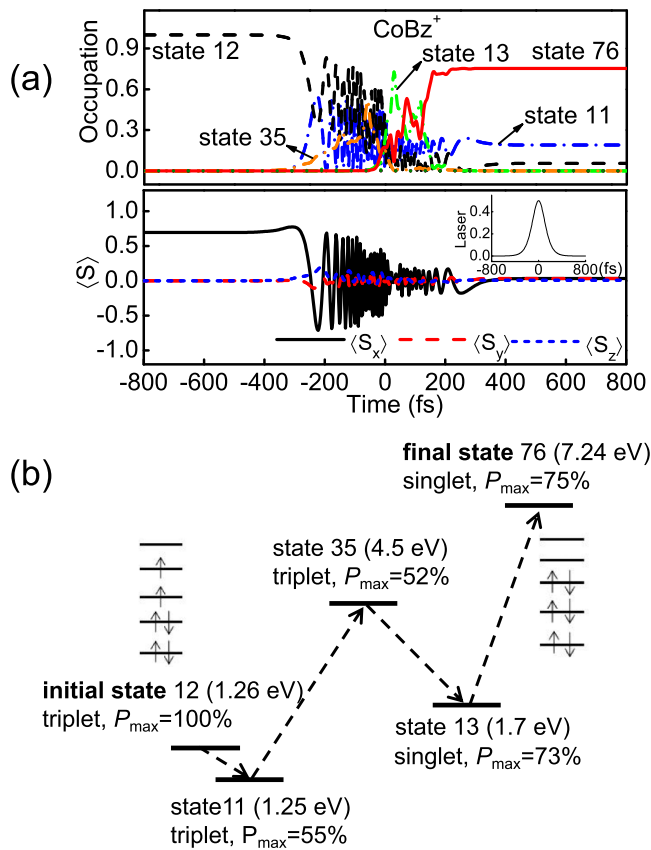 (a)
CoBz+
state 12
state 13
state 76
state 35
state 11
Occupation
0.9
0.6
0.3
0.0
⟨S⟩
1.0
0.5
0.0
-0.5
-1.0
Laser
0.4
0.2
0.0
-800 0 800(fs)
⟨Sx⟩ ⟨Sy⟩ ⟨Sz⟩
-800 -600 -400 -200 0 200 400 600 800
Time (fs)
(b)
final state 76 (7.24 eV)
singlet, Pmax=75%
state 35 (4.5 eV)
triplet, Pmax=52%
initial state 12 (1.26 eV)
triplet, Pmax=100%
state 13 (1.7 eV)
singlet, Pmax=73%
state11 (1.25 eV)
triplet, Pmax=55%